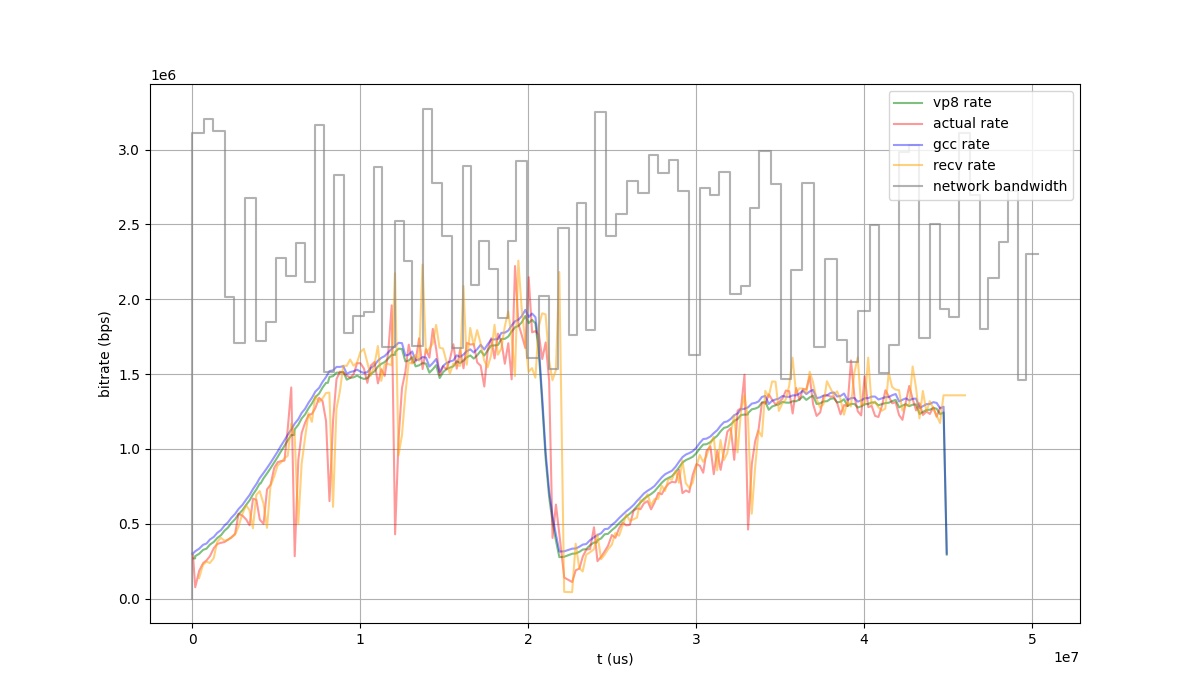 1e6
3.0
2.5
2.0
1.5
1.0
0.5
0.0
bitrate (bps)
vp8 rate
actual rate
gcc rate
recv rate
network bandwidth
0
1
2
3
4
5
t (us)
1e7